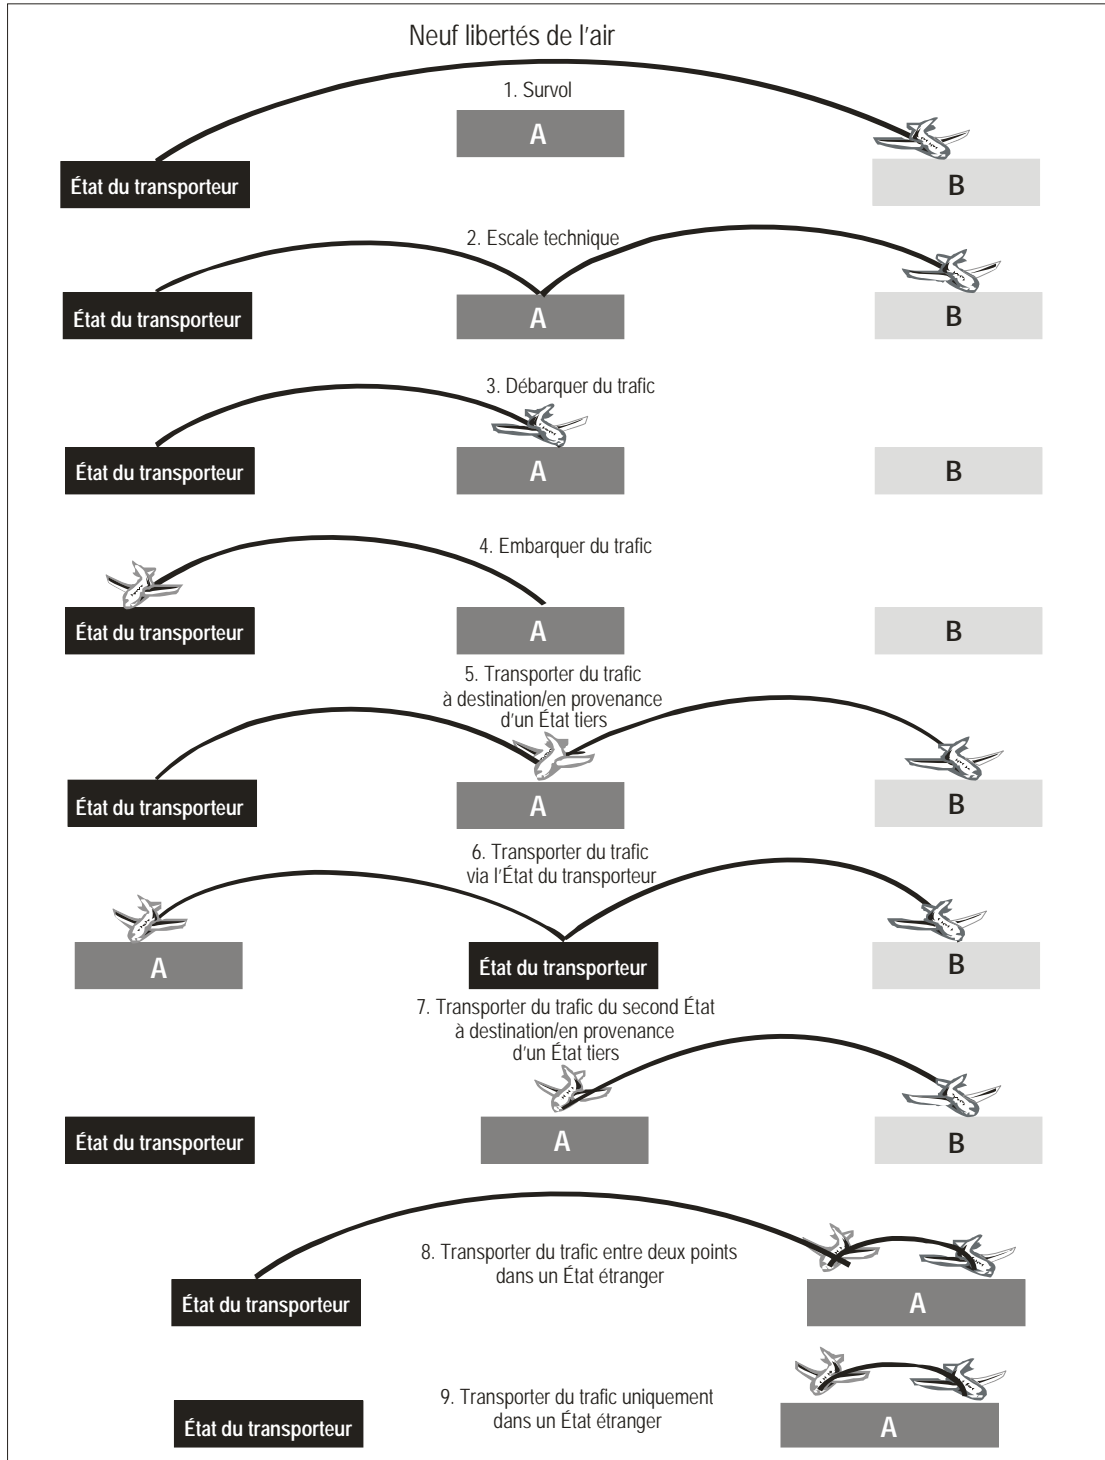 Neuf libertés de l'air
1. Survol
A
État du transporteur
B
2. Escale technique
État du transporteur
A
B
3. Débarquer du trafic
État du transporteur
A
B
4. Embarquer du trafic
État du transporteur
A
B
5. Transporter du trafic
à destination/en provenance
d'un État tiers
État du transporteur
A
B
6. Transporter du trafic
via l'État du transporteur
A
État du transporteur
B
7. Transporter du trafic du second État
à destination/en provenance
d'un État tiers
État du transporteur
A
B
8. Transporter du trafic entre deux points
dans un État étranger
État du transporteur
A
9. Transporter du trafic uniquement
dans un État étranger
État du transporteur
A